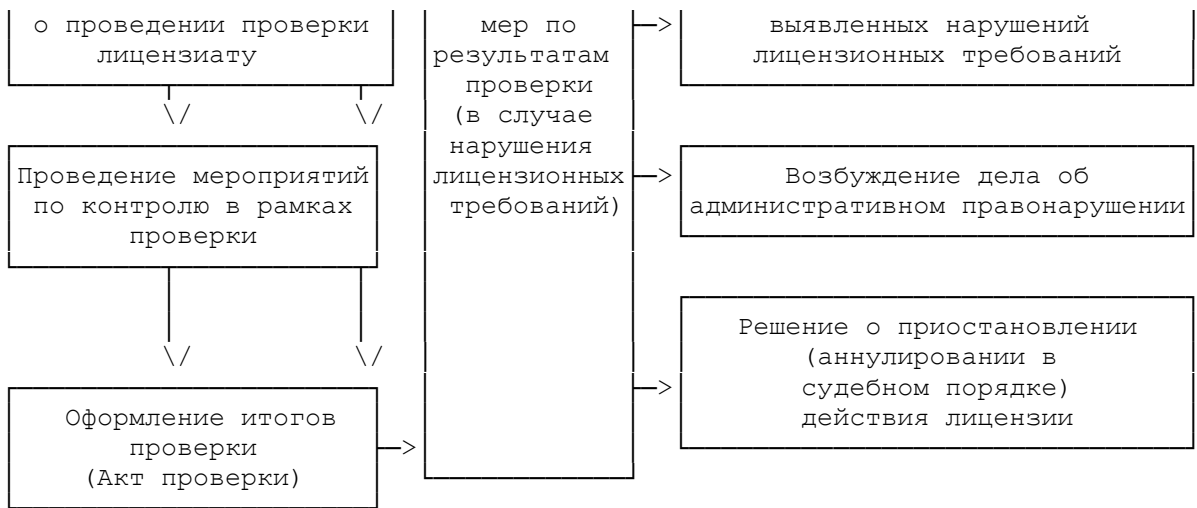 о проведении проверки
лицензиату
Проведение мероприятий
по контролю в рамках
проверки
Оформление итогов
проверки
(Акт проверки)
мер по
результатам
проверки
(в случае
нарушения
лицензионных
требований)
выявленных нарушений
лицензионных требований
Возбуждение дела об
административном правонарушении
Решение о приостановлении
(аннулировании в
судебном порядке)
действия лицензии